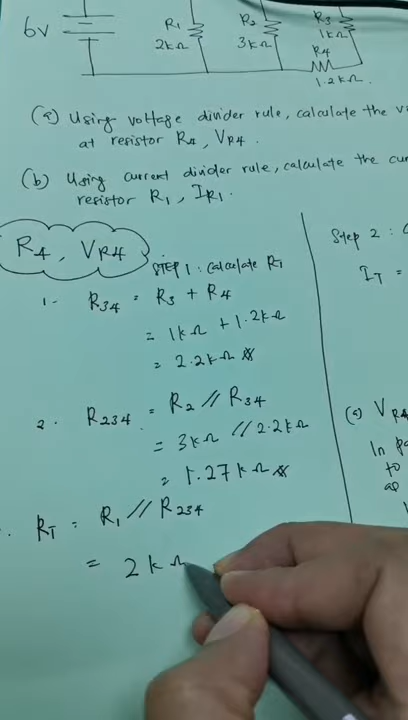 6v
R1
2kΩ
R2
3kΩ
R3
1kΩ
R4
1.2kΩ
(a) Using voltage divider rule, calculate the
at resistor R4, VR4.
(b) Using current divider rule, calculate the
resistor R1, IR1.
R4, VR4
STEP 1: Calculate RT
1- R34 = R3 + R4
= 1kΩ + 1.2kΩ
= 2.2kΩ
2. R234 = R2 // R34
= 3kΩ // 2.2kΩ
= 1.27kΩ
RT = R1 // R234
= 2kΩ
Step 2:
IT =
(a) VR4
In
to